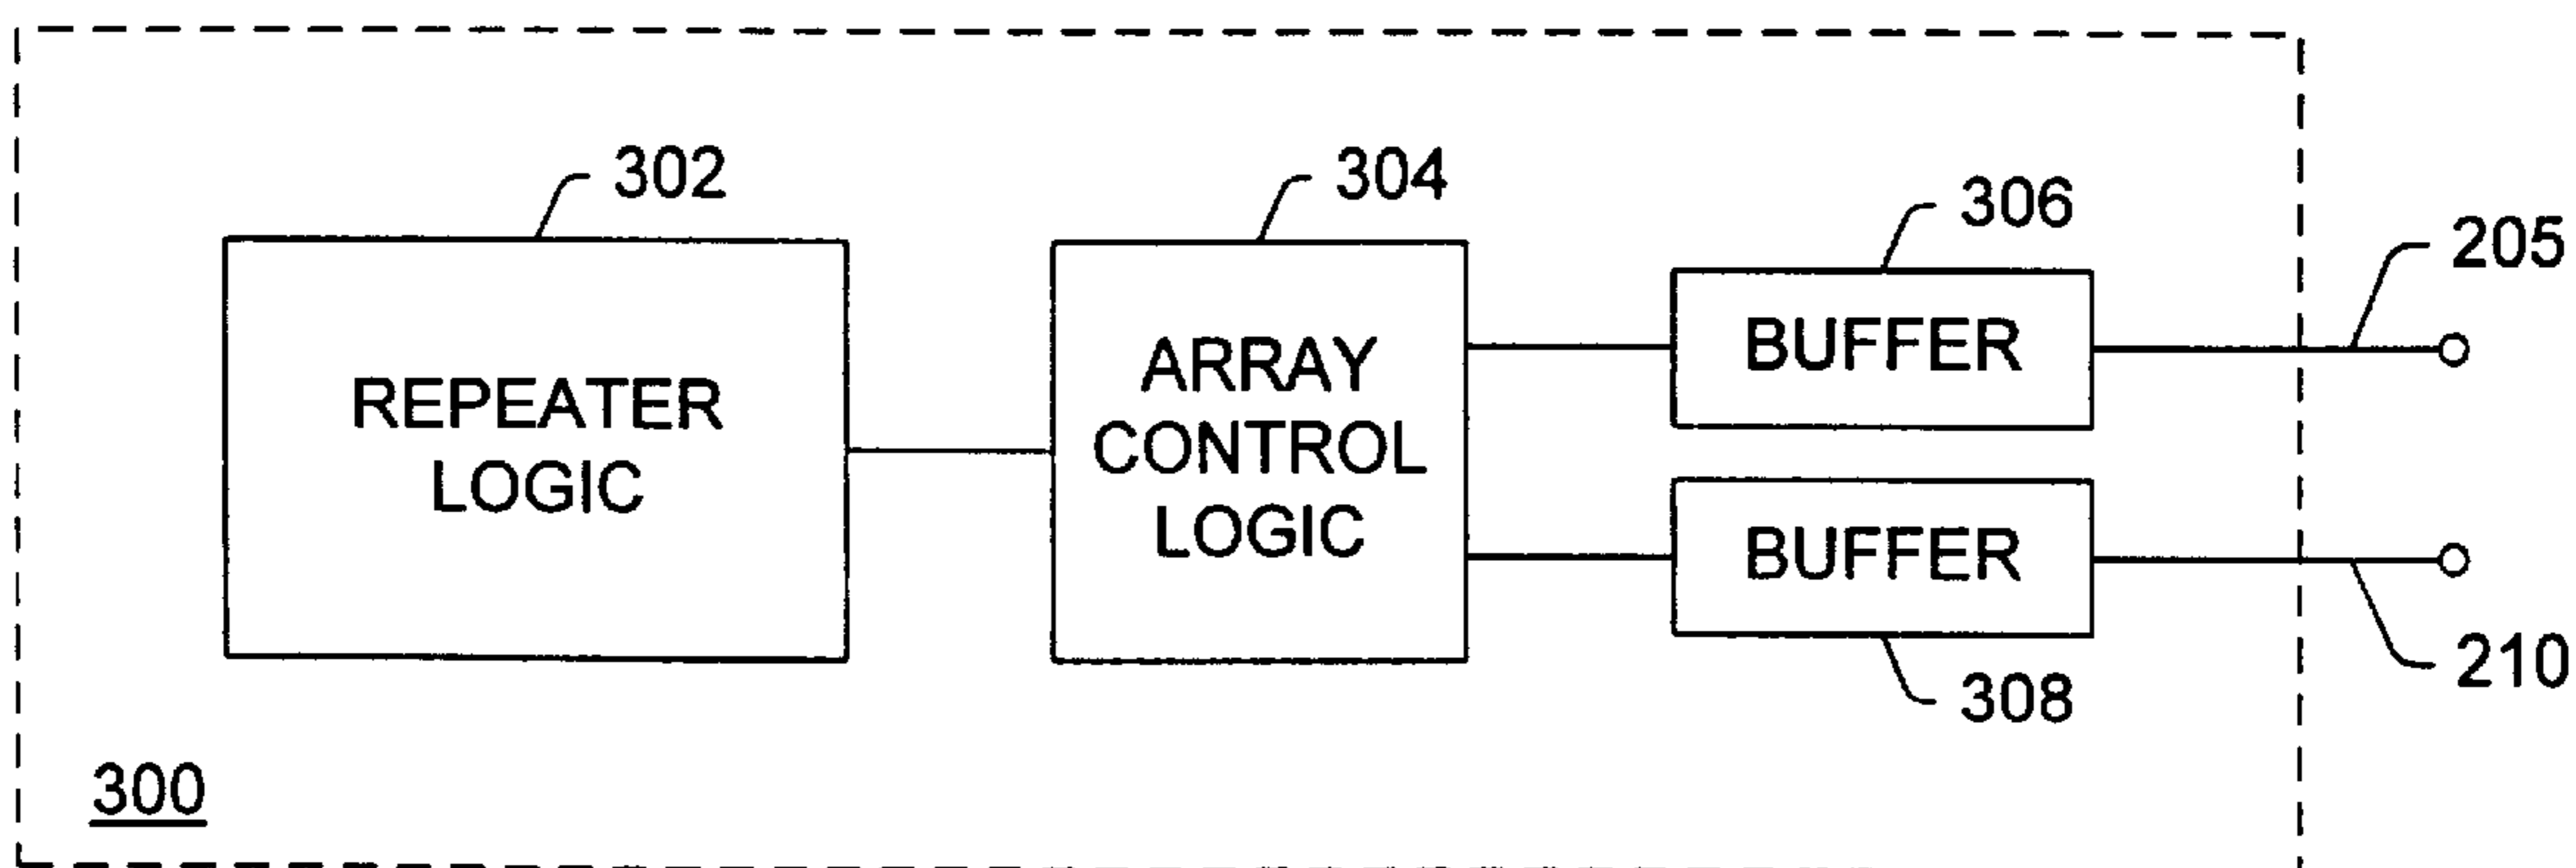 302
304
306
205
REPEATER
LOGIC
ARRAY
CONTROL
LOGIC
BUFFER
BUFFER
308
210
300